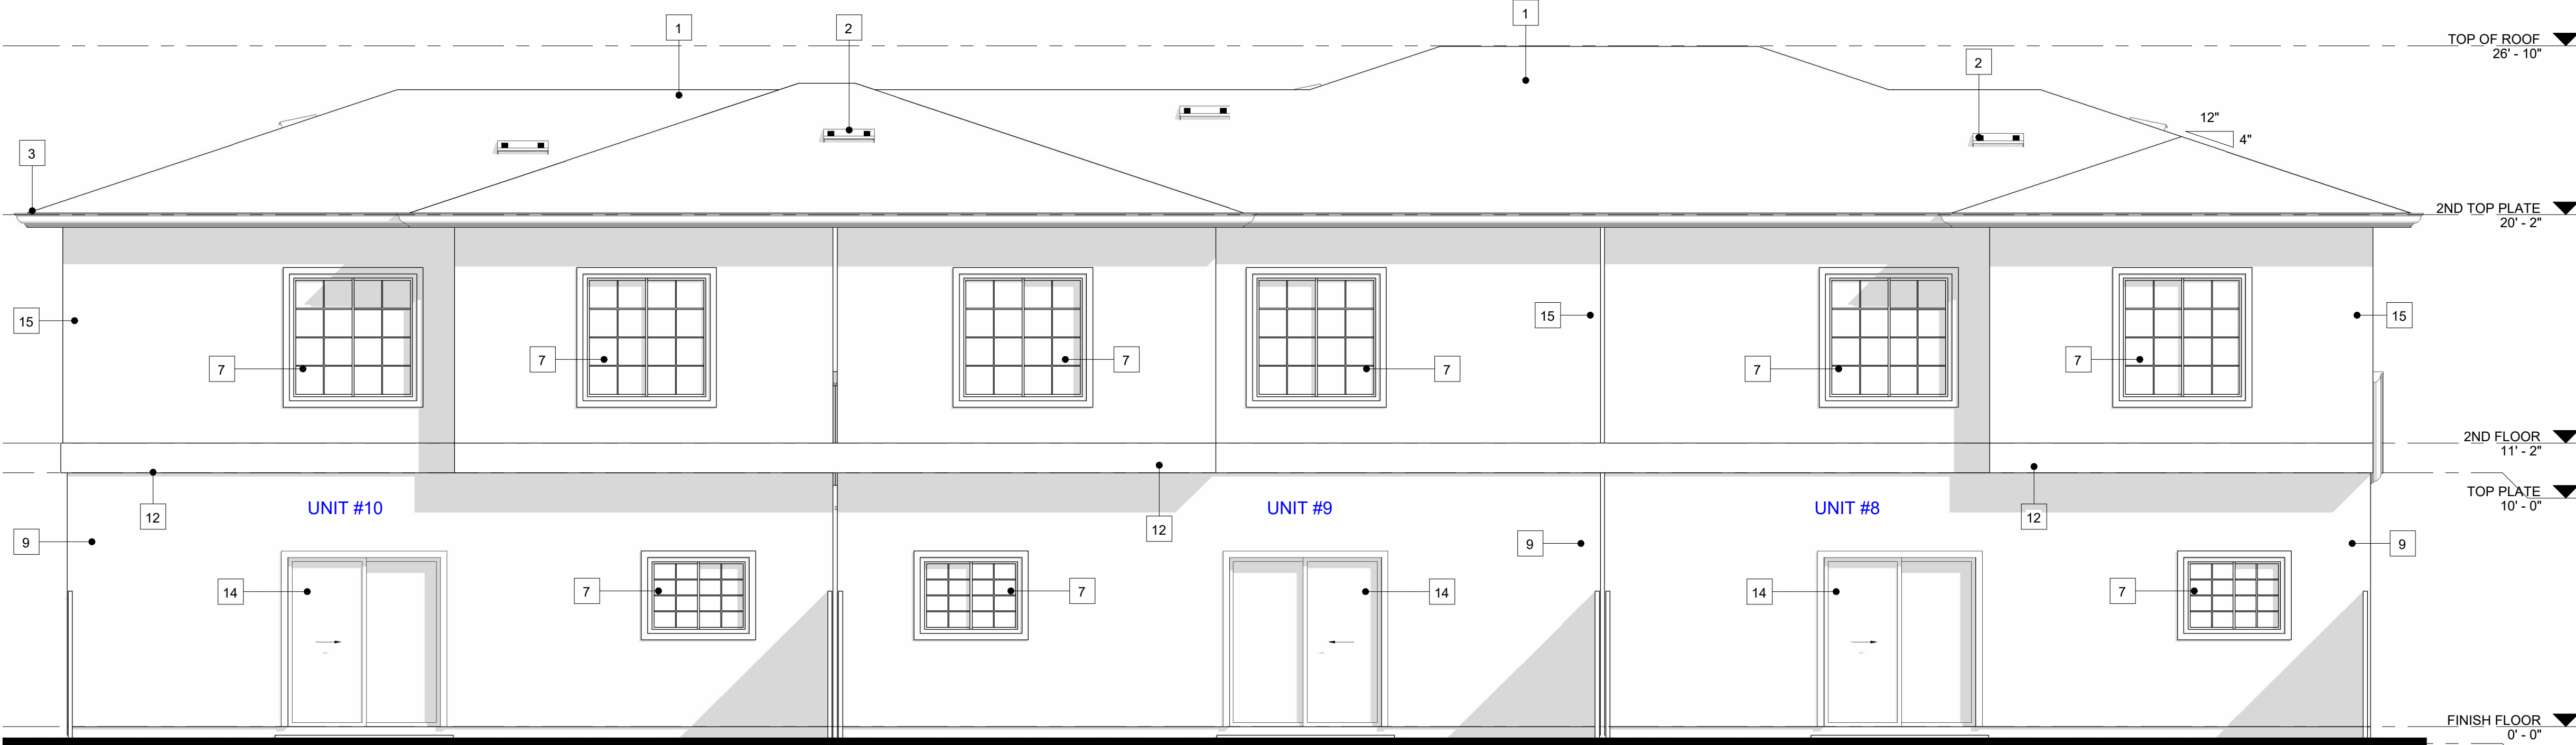 1
2
1
TOP OF ROOF
26' - 10"
2
12"
4"
3
2ND TOP PLATE
20' - 2"
15
15
15
7
7
7
7
7
7
2ND FLOOR
11' - 2"
TOP PLATE
10' - 0"
UNIT #10
UNIT #9
UNIT #8
12
12
12
9
9
9
14
7
7
14
14
7
FINISH FLOOR
0' - 0"